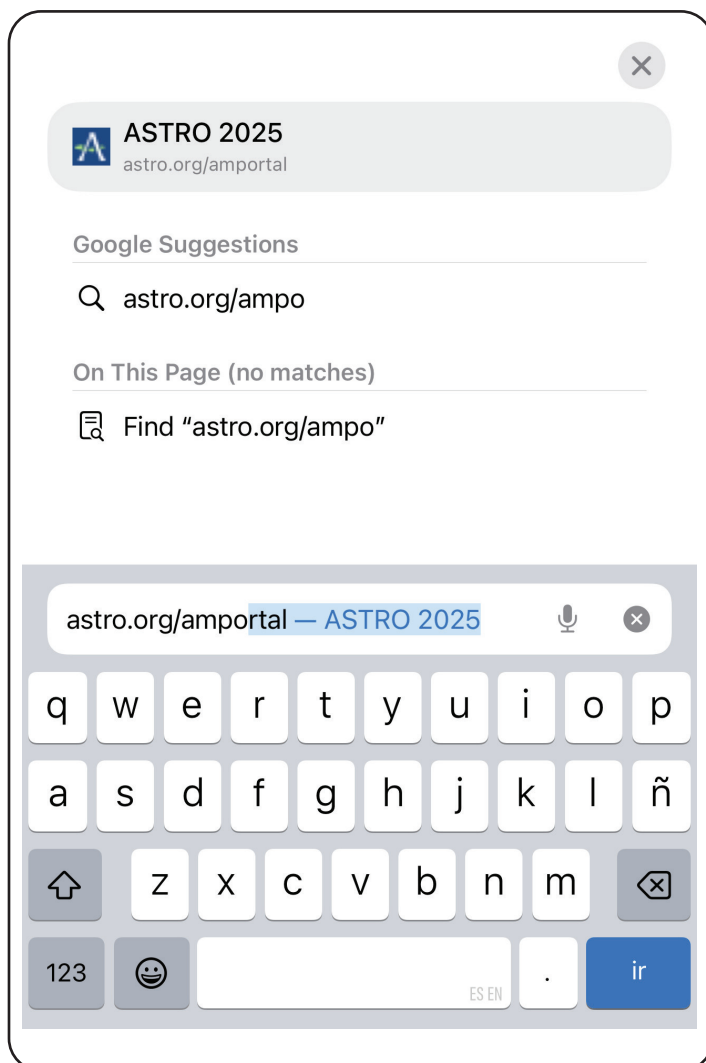 ASTRO 2025
astro.org/amportal
Google Suggestions
astro.org/ampo
On This Page (no matches)
Find “astro.org/ampo”
astro.org/amportal — ASTRO 2025
q w e r t y u i o p
a s d f g h j k l ñ
z x c v b n m
123 ES EN . ir